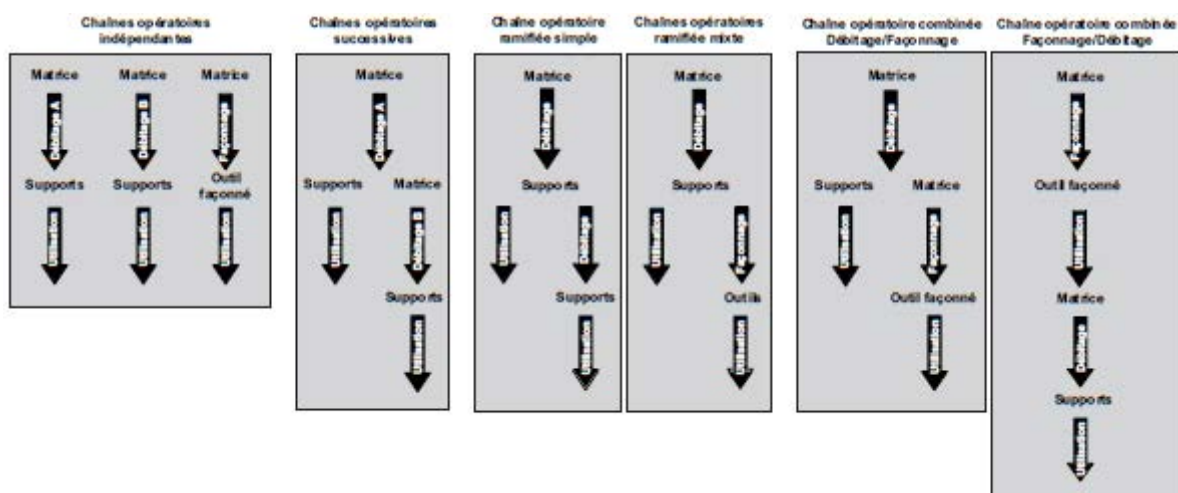 Chaînes opératoires
indépendantes
Matrice Matrice Matrice
Débitage A Débitage B Façonnage
Supports Supports Outil
façonné
Utilisation Utilisation Utilisation
Chaînes opératoires
successives
Matrice
Débitage A
Supports Matrice
Utilisation Débitage B
Supports
Utilisation
Chaîne opératoire
ramifiée simple
Matrice
Débitage
Supports
Utilisation Débitage
Supports
Utilisation
Chaînes opératoires
ramifiée mixte
Matrice
Débitage
Supports
Utilisation Façonnage
Outils
Utilisation
Chaîne opératoire combinée
Débitage/Façonnage
Matrice
Débitage
Supports Matrice
Utilisation Façonnage
Outil façonné
Utilisation
Chaîne opératoire combinée
Façonnage/Débitage
Matrice
Façonnage
Outil façonné
Utilisation
Matrice
Débitage
Supports
Utilisation